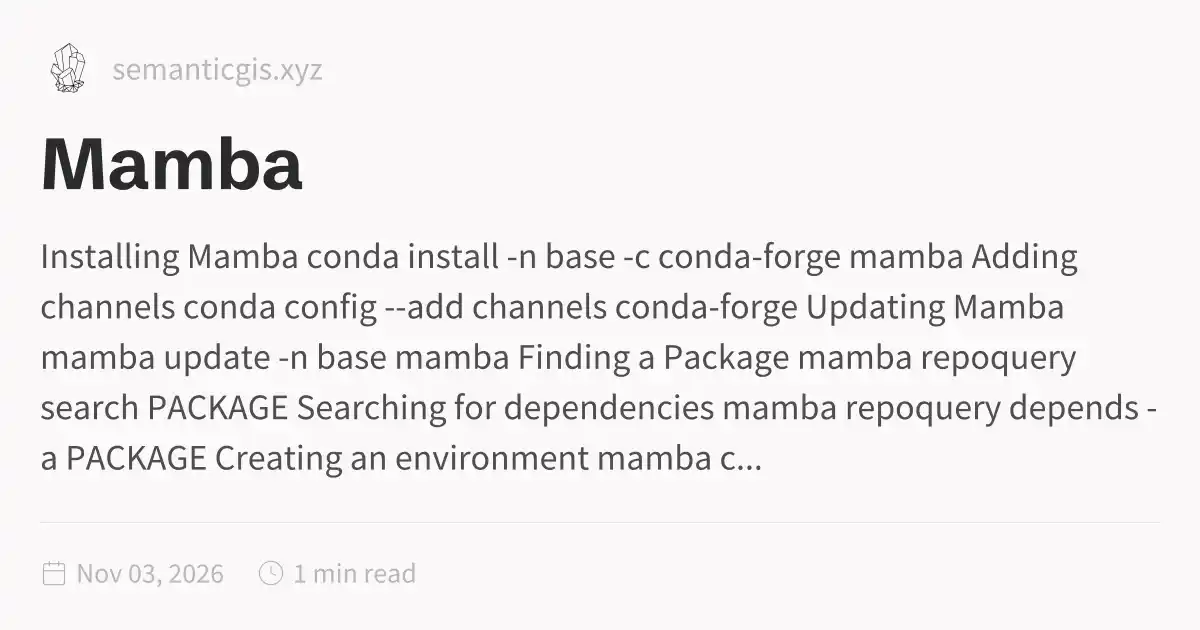 semanticgis.xyz
Mamba
Installing Mamba conda install -n base -c conda-forge mamba Adding
channels conda config --add channels conda-forge Updating Mamba
mamba update -n base mamba Finding a Package mamba repoquery
search PACKAGE Searching for dependencies mamba repoquery depends -
a PACKAGE Creating an environment mamba c...
Nov 03, 2026 1 min read